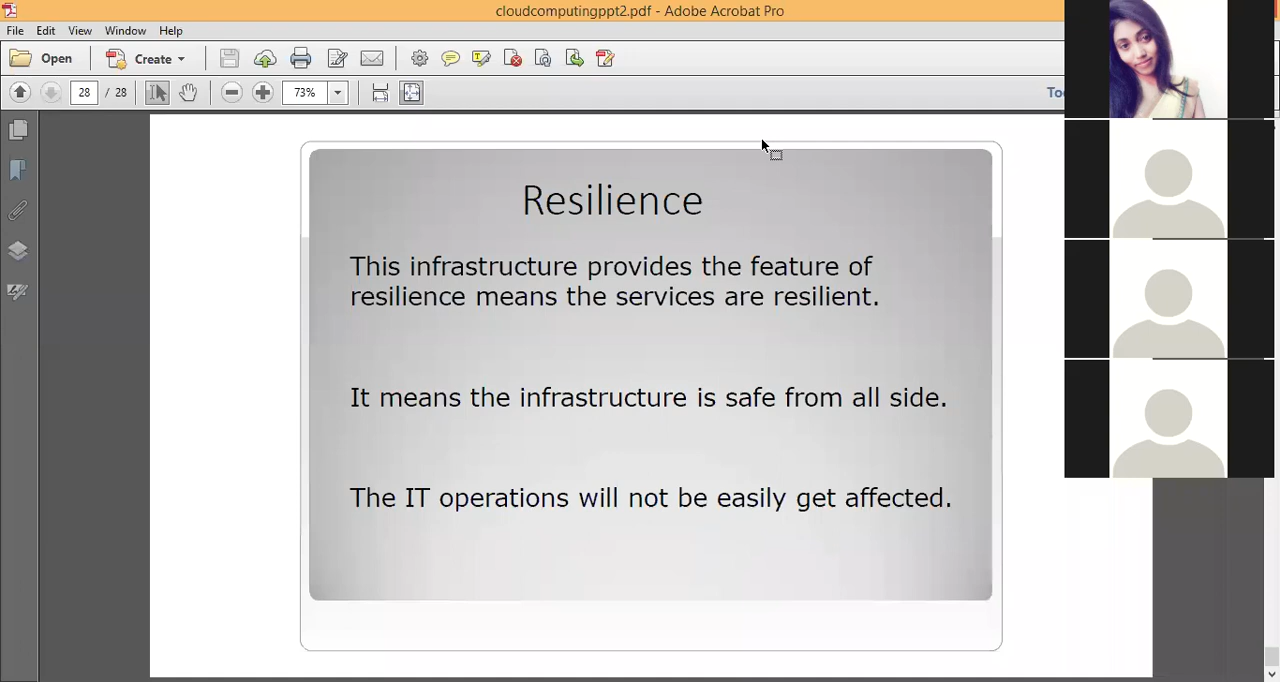 cloudcomputingppt2.pdf - Adobe Acrobat Pro
File Edit View Window Help
Open Create
28 / 28 73%
Resilience
This infrastructure provides the feature of
resilience means the services are resilient.
It means the infrastructure is safe from all side.
The IT operations will not be easily get affected.